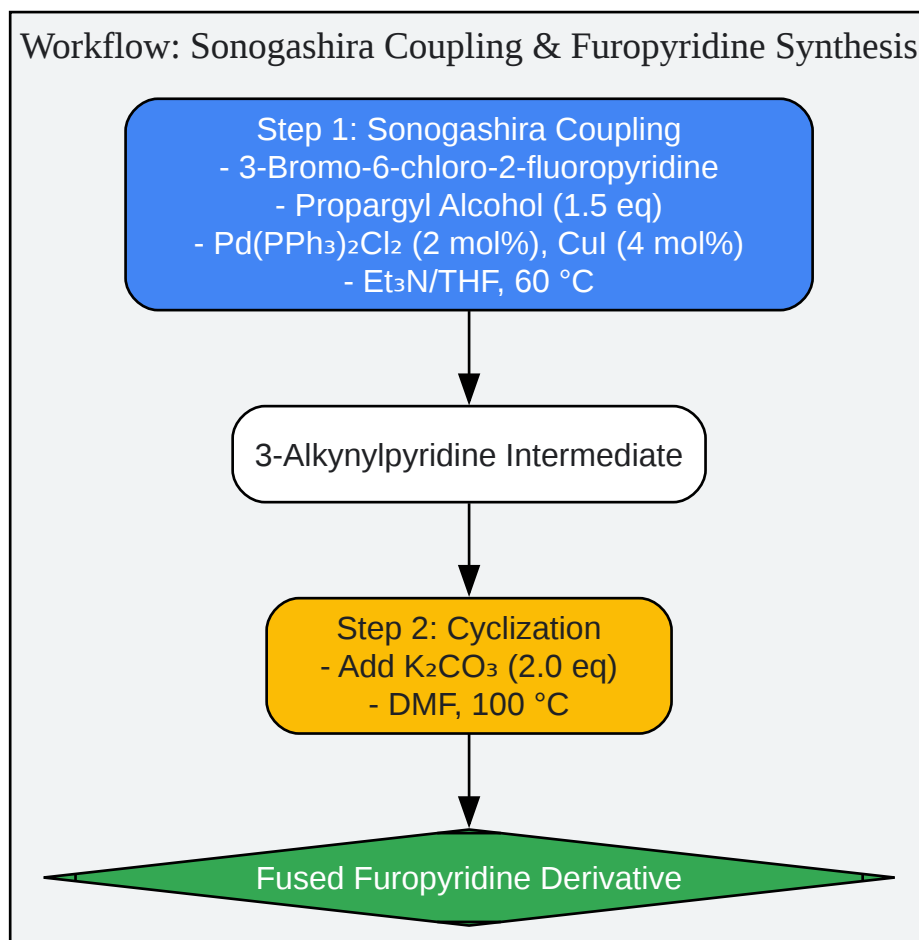 Workflow: Sonogashira Coupling & Furopyridine Synthesis
Step 1: Sonogashira Coupling
- 3-Bromo-6-chloro-2-fluoropyridine
- Propargyl Alcohol (1.5 eq)
- Pd(PPh₃)₂Cl₂ (2 mol%), CuI (4 mol%)
- Et₃N/THF, 60 °C
3-Alkynylpyridine Intermediate
Step 2: Cyclization
- Add K₂CO₃ (2.0 eq)
- DMF, 100 °C
Fused Furopyridine Derivative